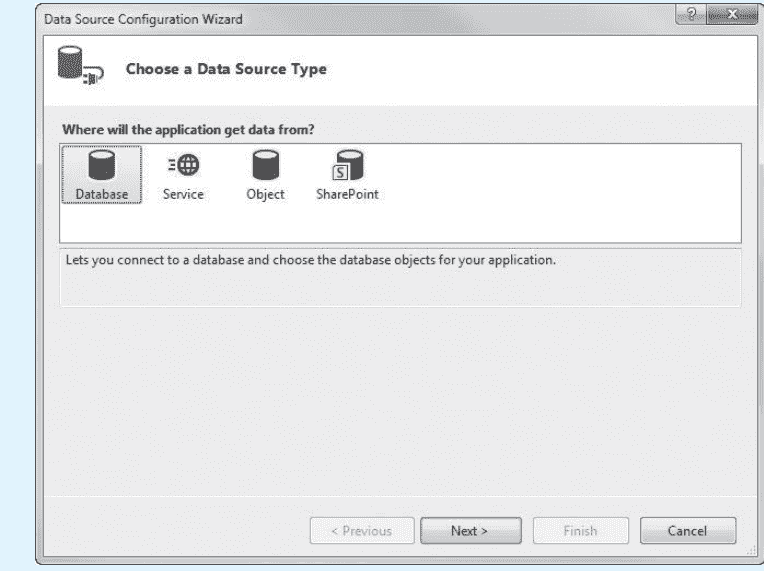 Data Source Configuration Wizard
Choose a Data Source Type
Where will the application get data from?
Database Service Object SharePoint
Lets you connect to a database and choose the database objects for your application.
< Previous Next > Finish Cancel